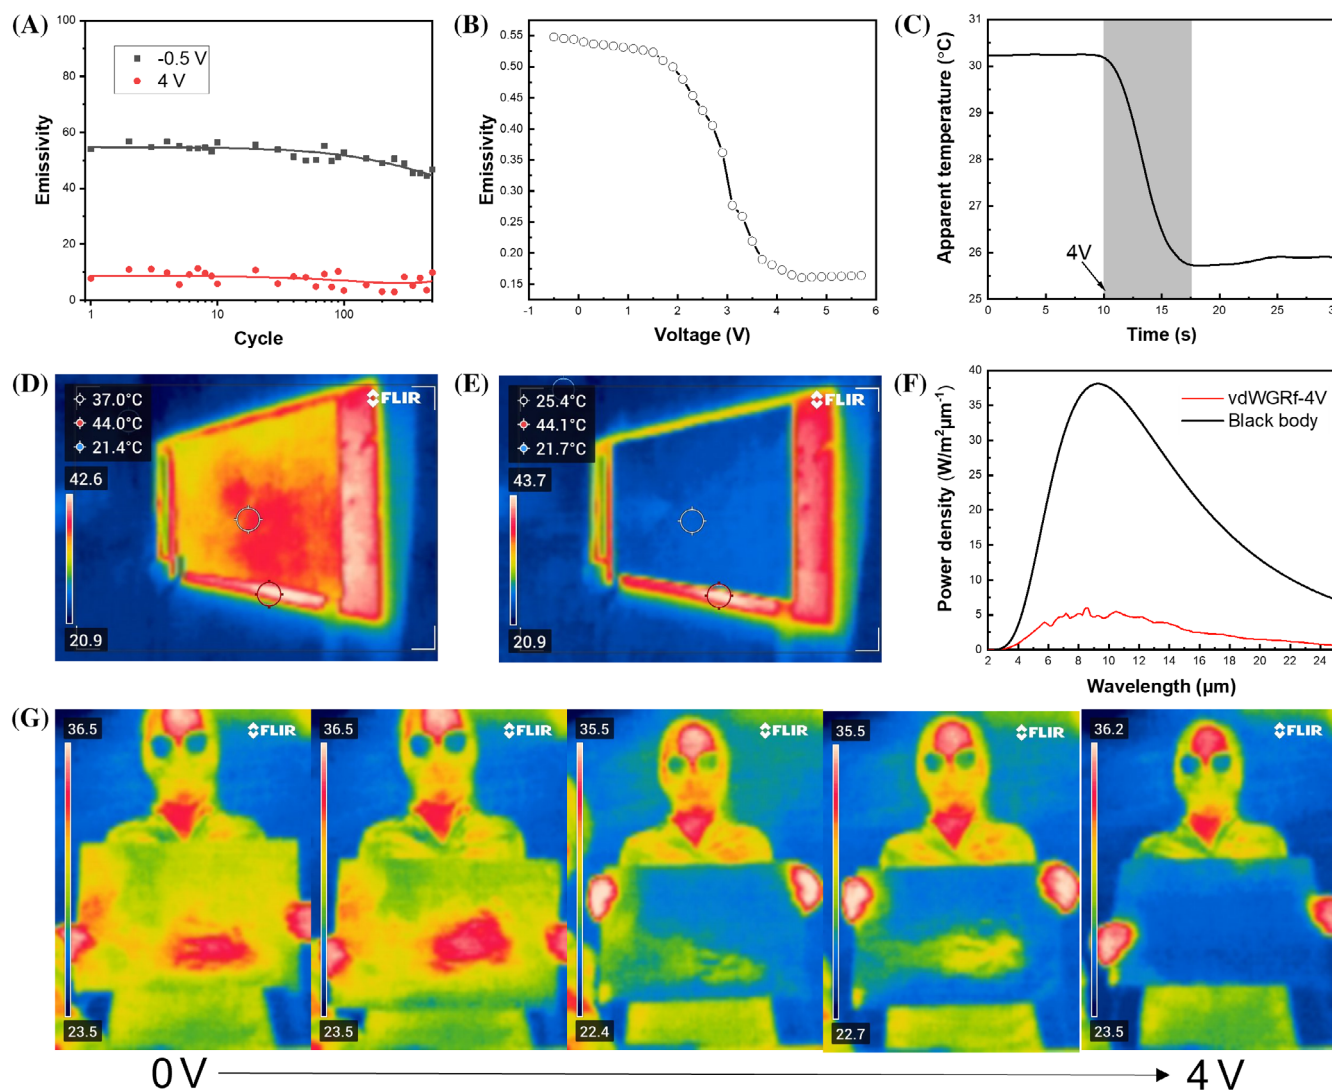 (A)
100
80
60
40
20
0
1
10
100
Emissivity
Cycle
-0.5 V
4 V
(B)
0.55
0.50
0.45
0.40
0.35
0.30
0.25
0.20
0.15
-1
0
1
2
3
4
5
6
Emissivity
Voltage (V)
(C)
31
30
29
28
27
26
25
0
5
10
15
20
25
30
Apparent temperature (°C)
Time (s)
4V
(D)
37.0°C
44.0°C
21.4°C
FLIR
42.6
20.9
(E)
25.4°C
44.1°C
21.7°C
FLIR
43.7
20.9
(F)
40
35
30
25
20
15
10
5
0
2
4
6
8
10
12
14
16
18
20
22
24
Power density (W/m²µm⁻¹)
Wavelength (µm)
vdWGRf-4V
Black body
(G)
36.5
FLIR
23.5
36.5
FLIR
23.5
35.5
FLIR
22.4
35.5
FLIR
22.7
36.2
FLIR
23.5
0 V
4 V